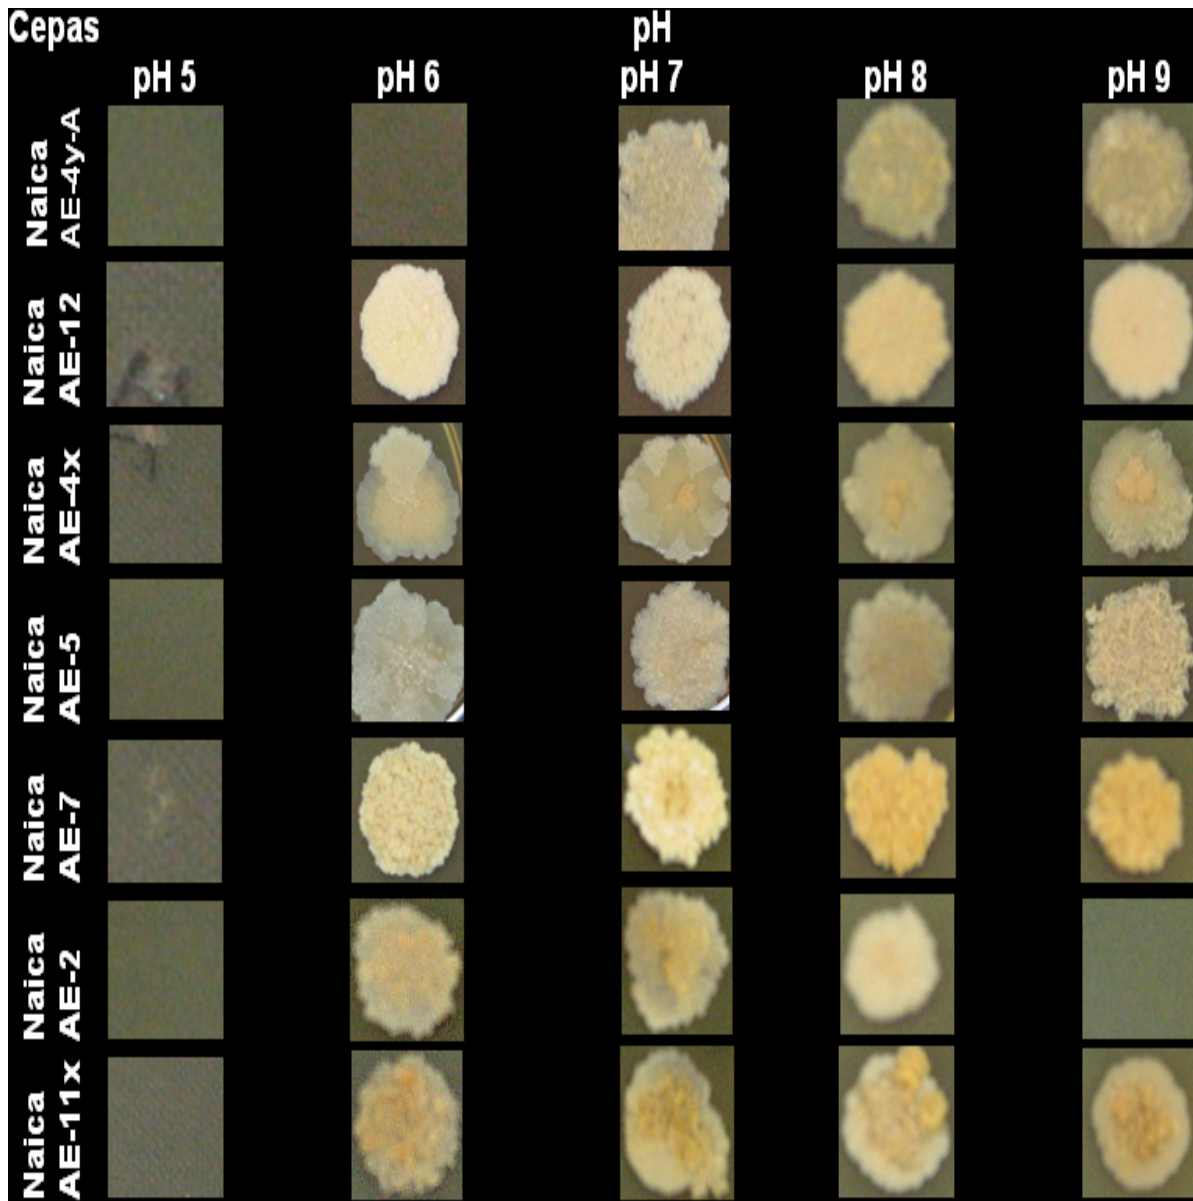 Cepas
pH
pH 5
pH 6
pH 7
pH 8
pH 9
Naica
AE-4y-A
Naica
AE-12
Naica
AE-4x
Naica
AE-5
Naica
AE-7
Naica
AE-2
Naica
AE-11x